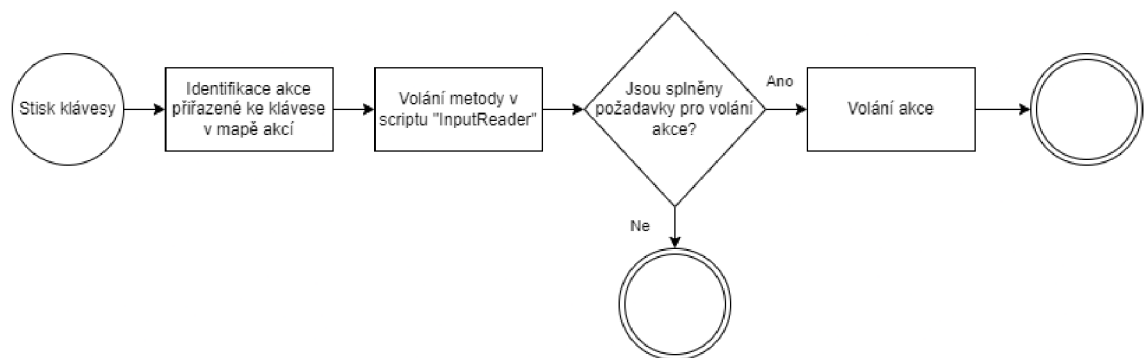 Stisk klávesy
Identifikace akce
přiřazené ke klávese
v mapě akcí
Volání metody v
scriptu "InputReader"
Jsou splněny
požadavky pro volání
akce?
Ano
Volání akce
Ne